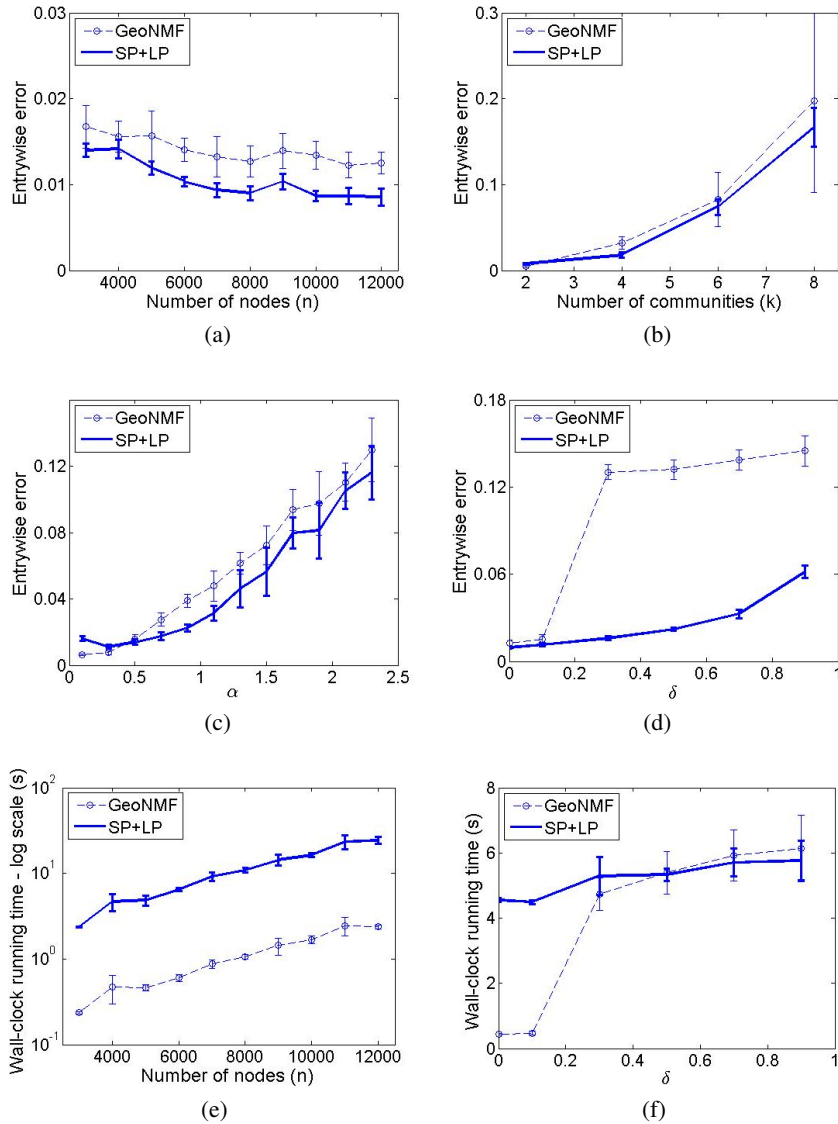 0.03
0.02
0.01
0
Entrywise error
GeoNMF
SP+LP
4000 6000 8000 10000 12000
Number of nodes (n)
(a)
0.3
0.2
0.1
0
Entrywise error
GeoNMF
SP+LP
2 3 4 5 6 7 8
Number of communities (k)
(b)
0.12
0.08
0.04
0
Entrywise error
GeoNMF
SP+LP
0 0.5 1 1.5 2 2.5
α
(c)
0.18
0.12
0.06
0
Entrywise error
GeoNMF
SP+LP
0 0.2 0.4 0.6 0.8 1
δ
(d)
10^2
10^1
10^0
10^-1
Wall-clock running time - log scale (s)
GeoNMF
SP+LP
4000 6000 8000 10000 12000
Number of nodes (n)
(e)
8
6
4
2
0
Wall-clock running time (s)
GeoNMF
SP+LP
0 0.2 0.4 0.6 0.8 1
δ
(f)